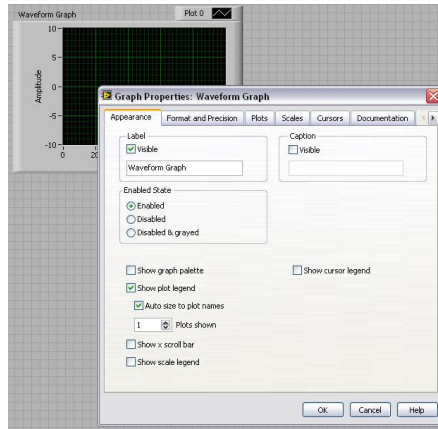 Waveform Graph
Plot 0
10
5
0
-5
-10
Amplitude
0
20
Graph Properties: Waveform Graph
Appearance
Format and Precision
Plots
Scales
Cursors
Documentation
Label
Visible
Waveform Graph
Caption
Visible
Enabled State
Enabled
Disabled
Disabled & grayed
Show graph palette
Show cursor legend
Show plot legend
Auto size to plot names
1
Plots shown
Show x scroll bar
Show scale legend
OK
Cancel
Help